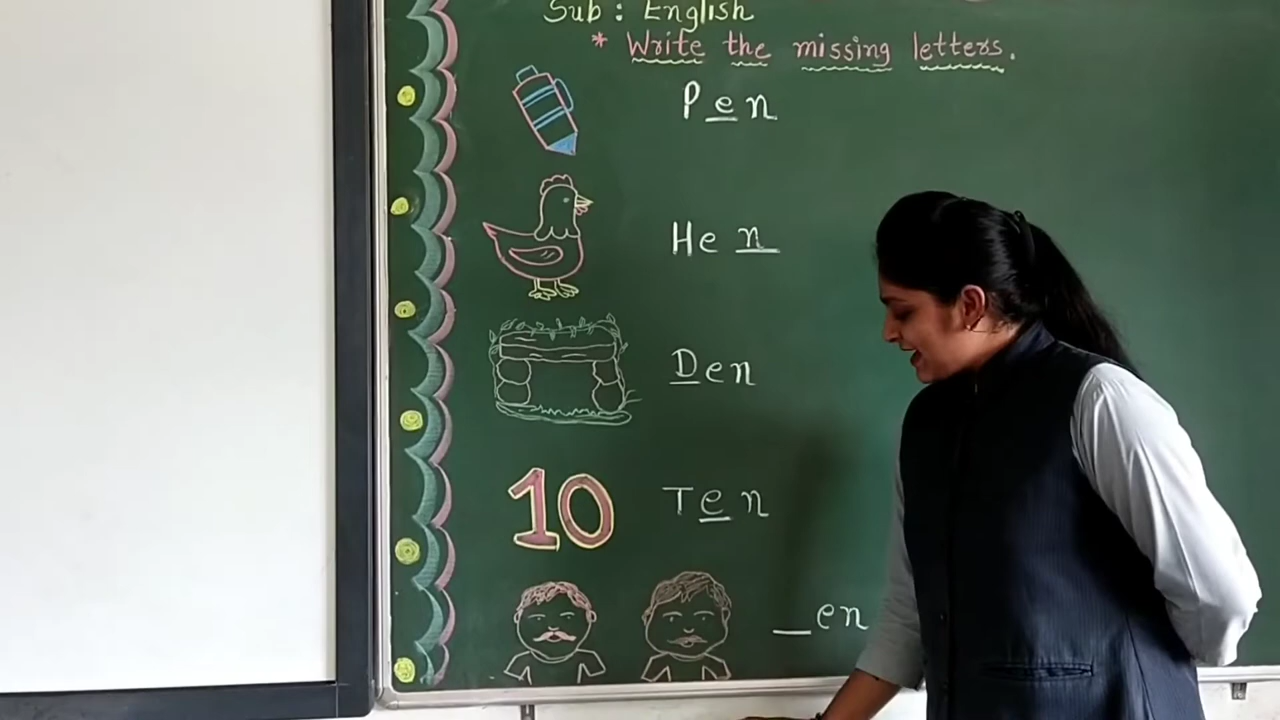 Sub : English
* Write the missing letters.
Pen
Hen
Den
10 Ten
_en